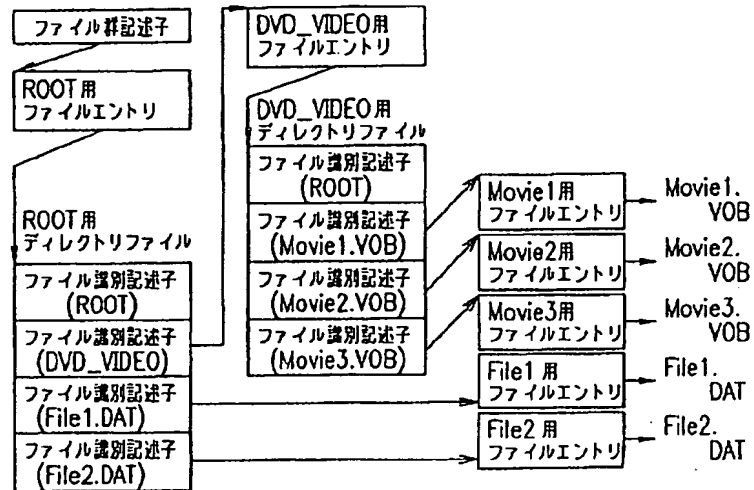 ファイル群記述子
ROOT用
ファイルエントリ
ROOT用
ディレクトリファイル
ファイル識別記述子
(ROOT)
ファイル識別記述子
(DVD_VIDEO)
ファイル識別記述子
(File1.DAT)
ファイル識別記述子
(File2.DAT)
DVD_VIDEO用
ファイルエントリ
DVD_VIDEO用
ディレクトリファイル
ファイル識別記述子
(ROOT)
ファイル識別記述子
(Movie1.VOB)
ファイル識別記述子
(Movie2.VOB)
ファイル識別記述子
(Movie3.VOB)
Movie1用
ファイルエントリ
Movie1.
VOB
Movie2用
ファイルエントリ
Movie2.
VOB
Movie3用
ファイルエントリ
Movie3.
VOB
File1用
ファイルエントリ
File1.
DAT
File2用
ファイルエントリ
File2.
DAT